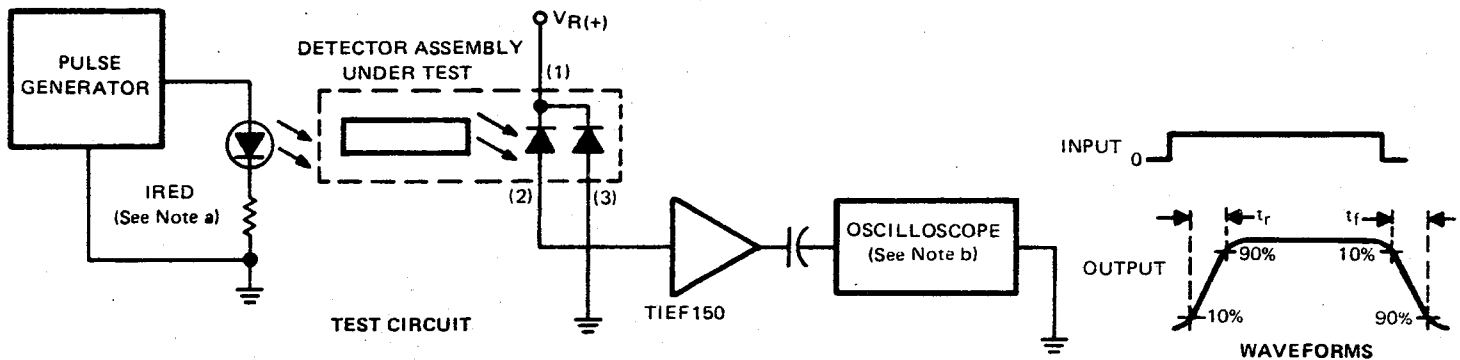 PULSE
GENERATOR
IRED
(See Note a)
DETECTOR ASSEMBLY
UNDER TEST
VR(+)
(1)
(2)
(3)
TIEF150
OSCILLOSCOPE
(See Note b)
TEST CIRCUIT
INPUT
0
OUTPUT
tr
tf
90%
10%
10%
90%
WAVEFORMS